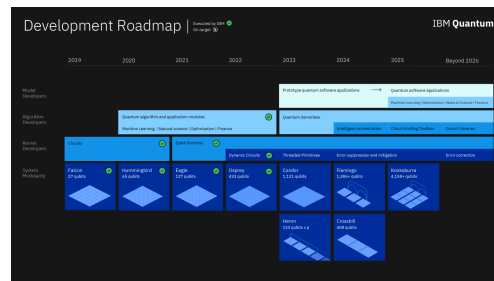 Development Roadmap
Executed by IBM
On target
IBM Quantum
2019
2020
2021
2022
2023
2024
2025
Beyond 2026
Model
Developers
Prototype quantum software applications →
Quantum software applications
Machine Learning | Optimization | Natural Science | Finance
Algorithm
Developers
Quantum algorithm and application modules
Machine Learning | Natural science | Optimization | Finance
Quantum Serverless
Intelligent orchestration
Circuit Knitting Toolbox
Circuit Libraries
Kernel
Developers
Circuits
Qiskit Runtime
Dynamic Circuits
Threaded Primitives
Error suppression and mitigation
Error correction
System
Modularity
Falcon
27 qubits
Hummingbird
65 qubits
Eagle
127 qubits
Osprey
433 qubits
Condor
1,121 qubits
Flamingo
1,386+ qubits
Kookaburra
4,158+ qubits
Heron
133 qubits x p
Crossbill
408 qubits